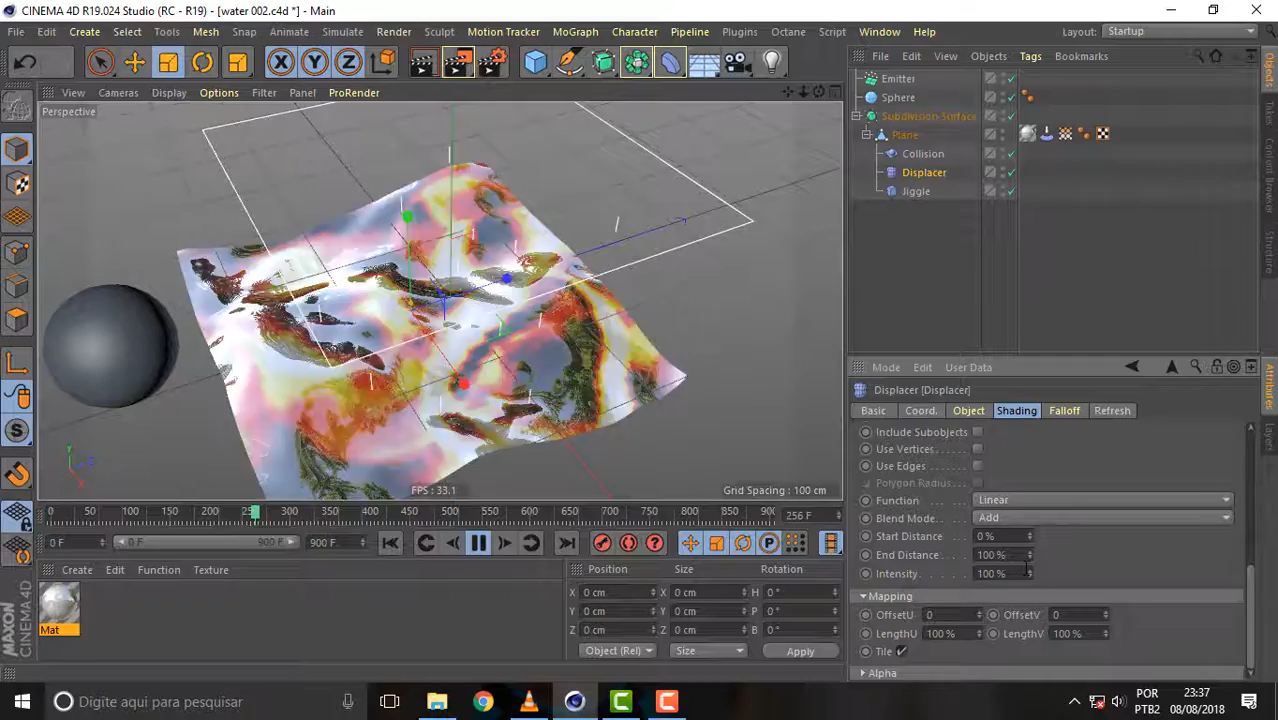 CINEMA 4D R19.024 Studio (RC - R19) - [water 002.c4d *] - Main
File Edit Create Select Tools Mesh Snap Animate Simulate Render Sculpt Motion Tracker MoGraph Character Pipeline Plugins Octane Script Window Help
Layout: Startup
View Cameras Display Options Filter Panel ProRender
Perspective
FPS : 33.1
Grid Spacing : 100 cm
0 50 100 150 200 250 300 350 400 450 500 550 600 650 700 750 800 850 90
256 F
0 F 0 F 900 F 900 F
Create Edit Function Texture
Mat
MAXON
CINEMA 4D
Position Size Rotation
X 0 cm X 0 cm H 0 °
Y 0 cm Y 0 cm P 0 °
Z 0 cm Z 0 cm B 0 °
Object (Rel) Size Apply
File Edit View Objects Tags Bookmarks
Emitter
Sphere
Subdivision Surface
Plane
Collision
Displacer
Jiggle
Objects
Takes
Content Browser
Structure
Mode Edit User Data
Displacer [Displacer]
Basic Coord. Object Shading Falloff Refresh
Include Subobjects
Use Vertices
Use Edges
Polygon Radius
Function Linear
Blend Mode Add
Start Distance 0 %
End Distance 100 %
Intensity 100 %
Mapping
OffsetU 0 OffsetV 0
LengthU 100 % LengthV 100 %
Tile
Alpha
Attributes
Layers
Digite aqui para pesquisar
POR
PTB2
23:37
08/08/2018